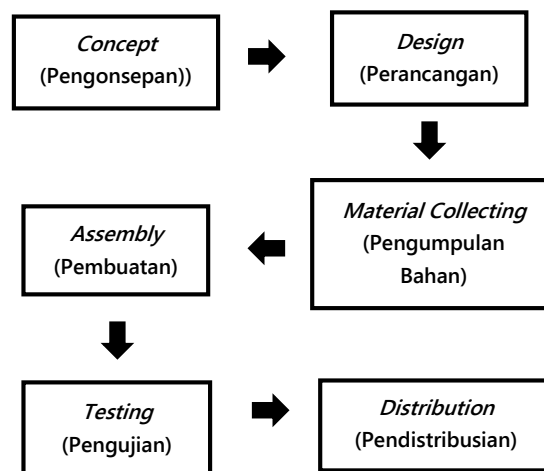 Concept
(Pengonsepan))
Design
(Perancangan)
Material Collecting
(Pengumpulan
Bahan)
Assembly
(Pembuatan)
Testing
(Pengujian)
Distribution
(Pendistribusian)